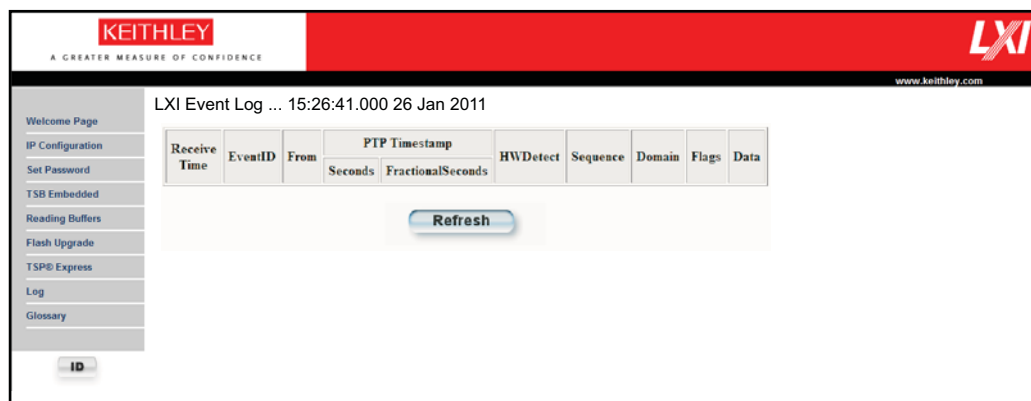 KEITHLEY
A GREATER MEASURE OF CONFIDENCE
LXI
www.keithley.com
LXI Event Log ... 15:26:41.000 26 Jan 2011
Welcome Page
IP Configuration
Set Password
TSB Embedded
Reading Buffers
Flash Upgrade
TSP® Express
Log
Glossary
ID
Receive Time EventID From PTP Timestamp HWDetect Sequence Domain Flags Data
Seconds FractionalSeconds
Refresh